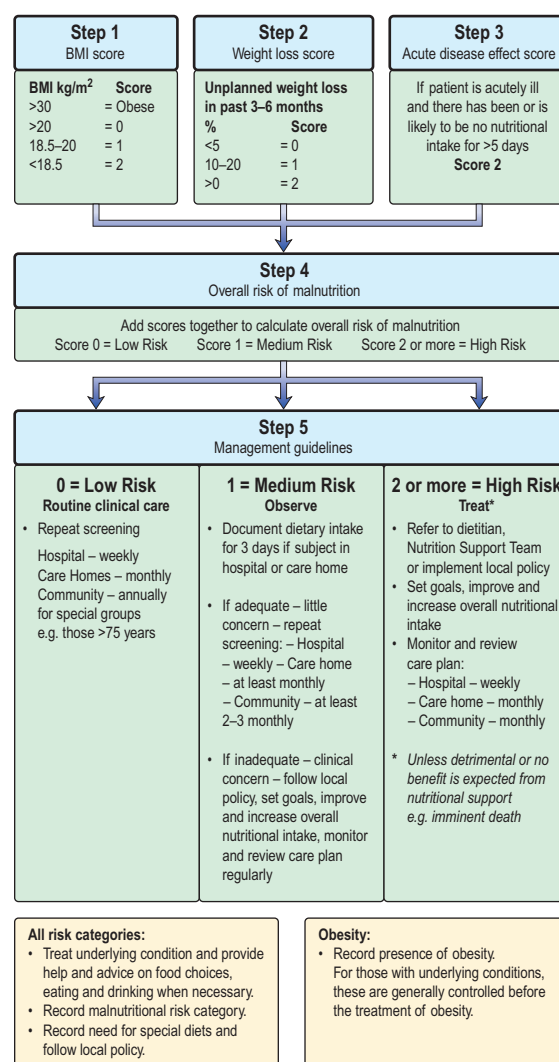 Step 1
BMI score
BMI kg/m² Score
>30 = Obese
>20 = 0
18.5–20 = 1
<18.5 = 2
Step 2
Weight loss score
Unplanned weight loss
in past 3–6 months
% Score
<5 = 0
10–20 = 1
>0 = 2
Step 3
Acute disease effect score
If patient is acutely ill
and there has been or is
likely to be no nutritional
intake for >5 days
Score 2
Step 4
Overall risk of malnutrition
Add scores together to calculate overall risk of malnutrition
Score 0 = Low Risk Score 1 = Medium Risk Score 2 or more = High Risk
Step 5
Management guidelines
0 = Low Risk
Routine clinical care
• Repeat screening
Hospital – weekly
Care Homes – monthly
Community – annually
for special groups
e.g. those >75 years
1 = Medium Risk
Observe
• Document dietary intake
for 3 days if subject in
hospital or care home
• If adequate – little
concern – repeat
screening: – Hospital
– weekly – Care home
– at least monthly
– Community – at least
2–3 monthly
• If inadequate – clinical
concern – follow local
policy, set goals, improve
and increase overall
nutritional intake, monitor
and review care plan
regularly
2 or more = High Risk
Treat*
• Refer to dietitian,
Nutrition Support Team
or implement local policy
• Set goals, improve and
increase overall nutritional
intake
• Monitor and review
care plan:
– Hospital – weekly
– Care home – monthly
– Community – monthly
* Unless detrimental or no
benefit is expected from
nutritional support
e.g. imminent death
All risk categories:
• Treat underlying condition and provide
help and advice on food choices,
eating and drinking when necessary.
• Record malnutritional risk category.
• Record need for special diets and
follow local policy.
Obesity:
• Record presence of obesity.
For those with underlying conditions,
these are generally controlled before
the treatment of obesity.